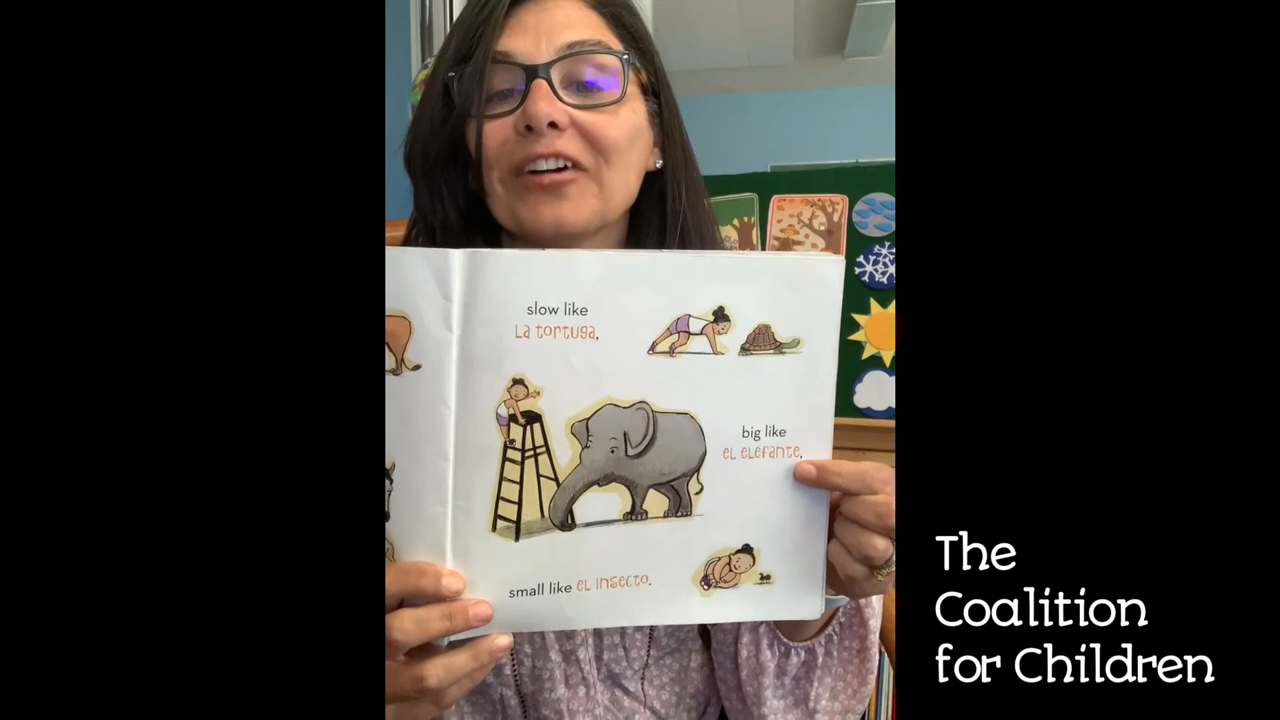 slow like
La tortuga,
big like
el elefante,
small like el insecto.
The
Coalition
for Children